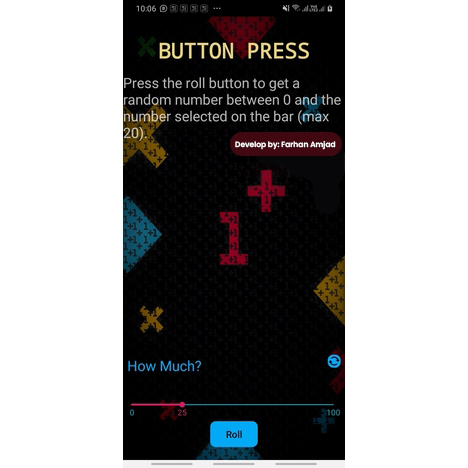 10:06
BUTTON PRESS
Press the roll button to get a
random number between 0 and the
number selected on the bar (max
20).
Develop by: Farhan Amjad
+
1
How Much?
0 25 100
Roll